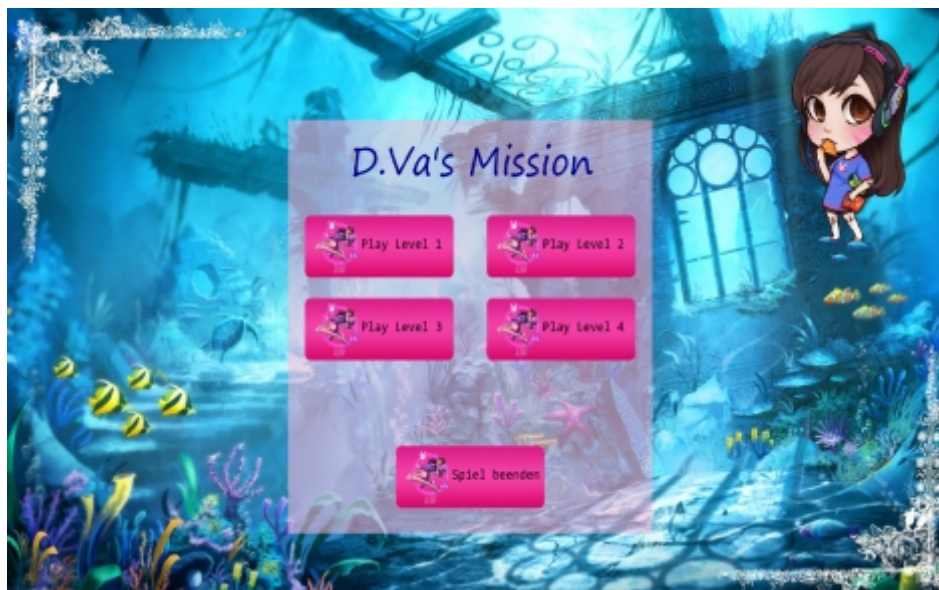 D.Va's Mission
Play Level 1
Play Level 2
Play Level 3
Play Level 4
Spiel beenden